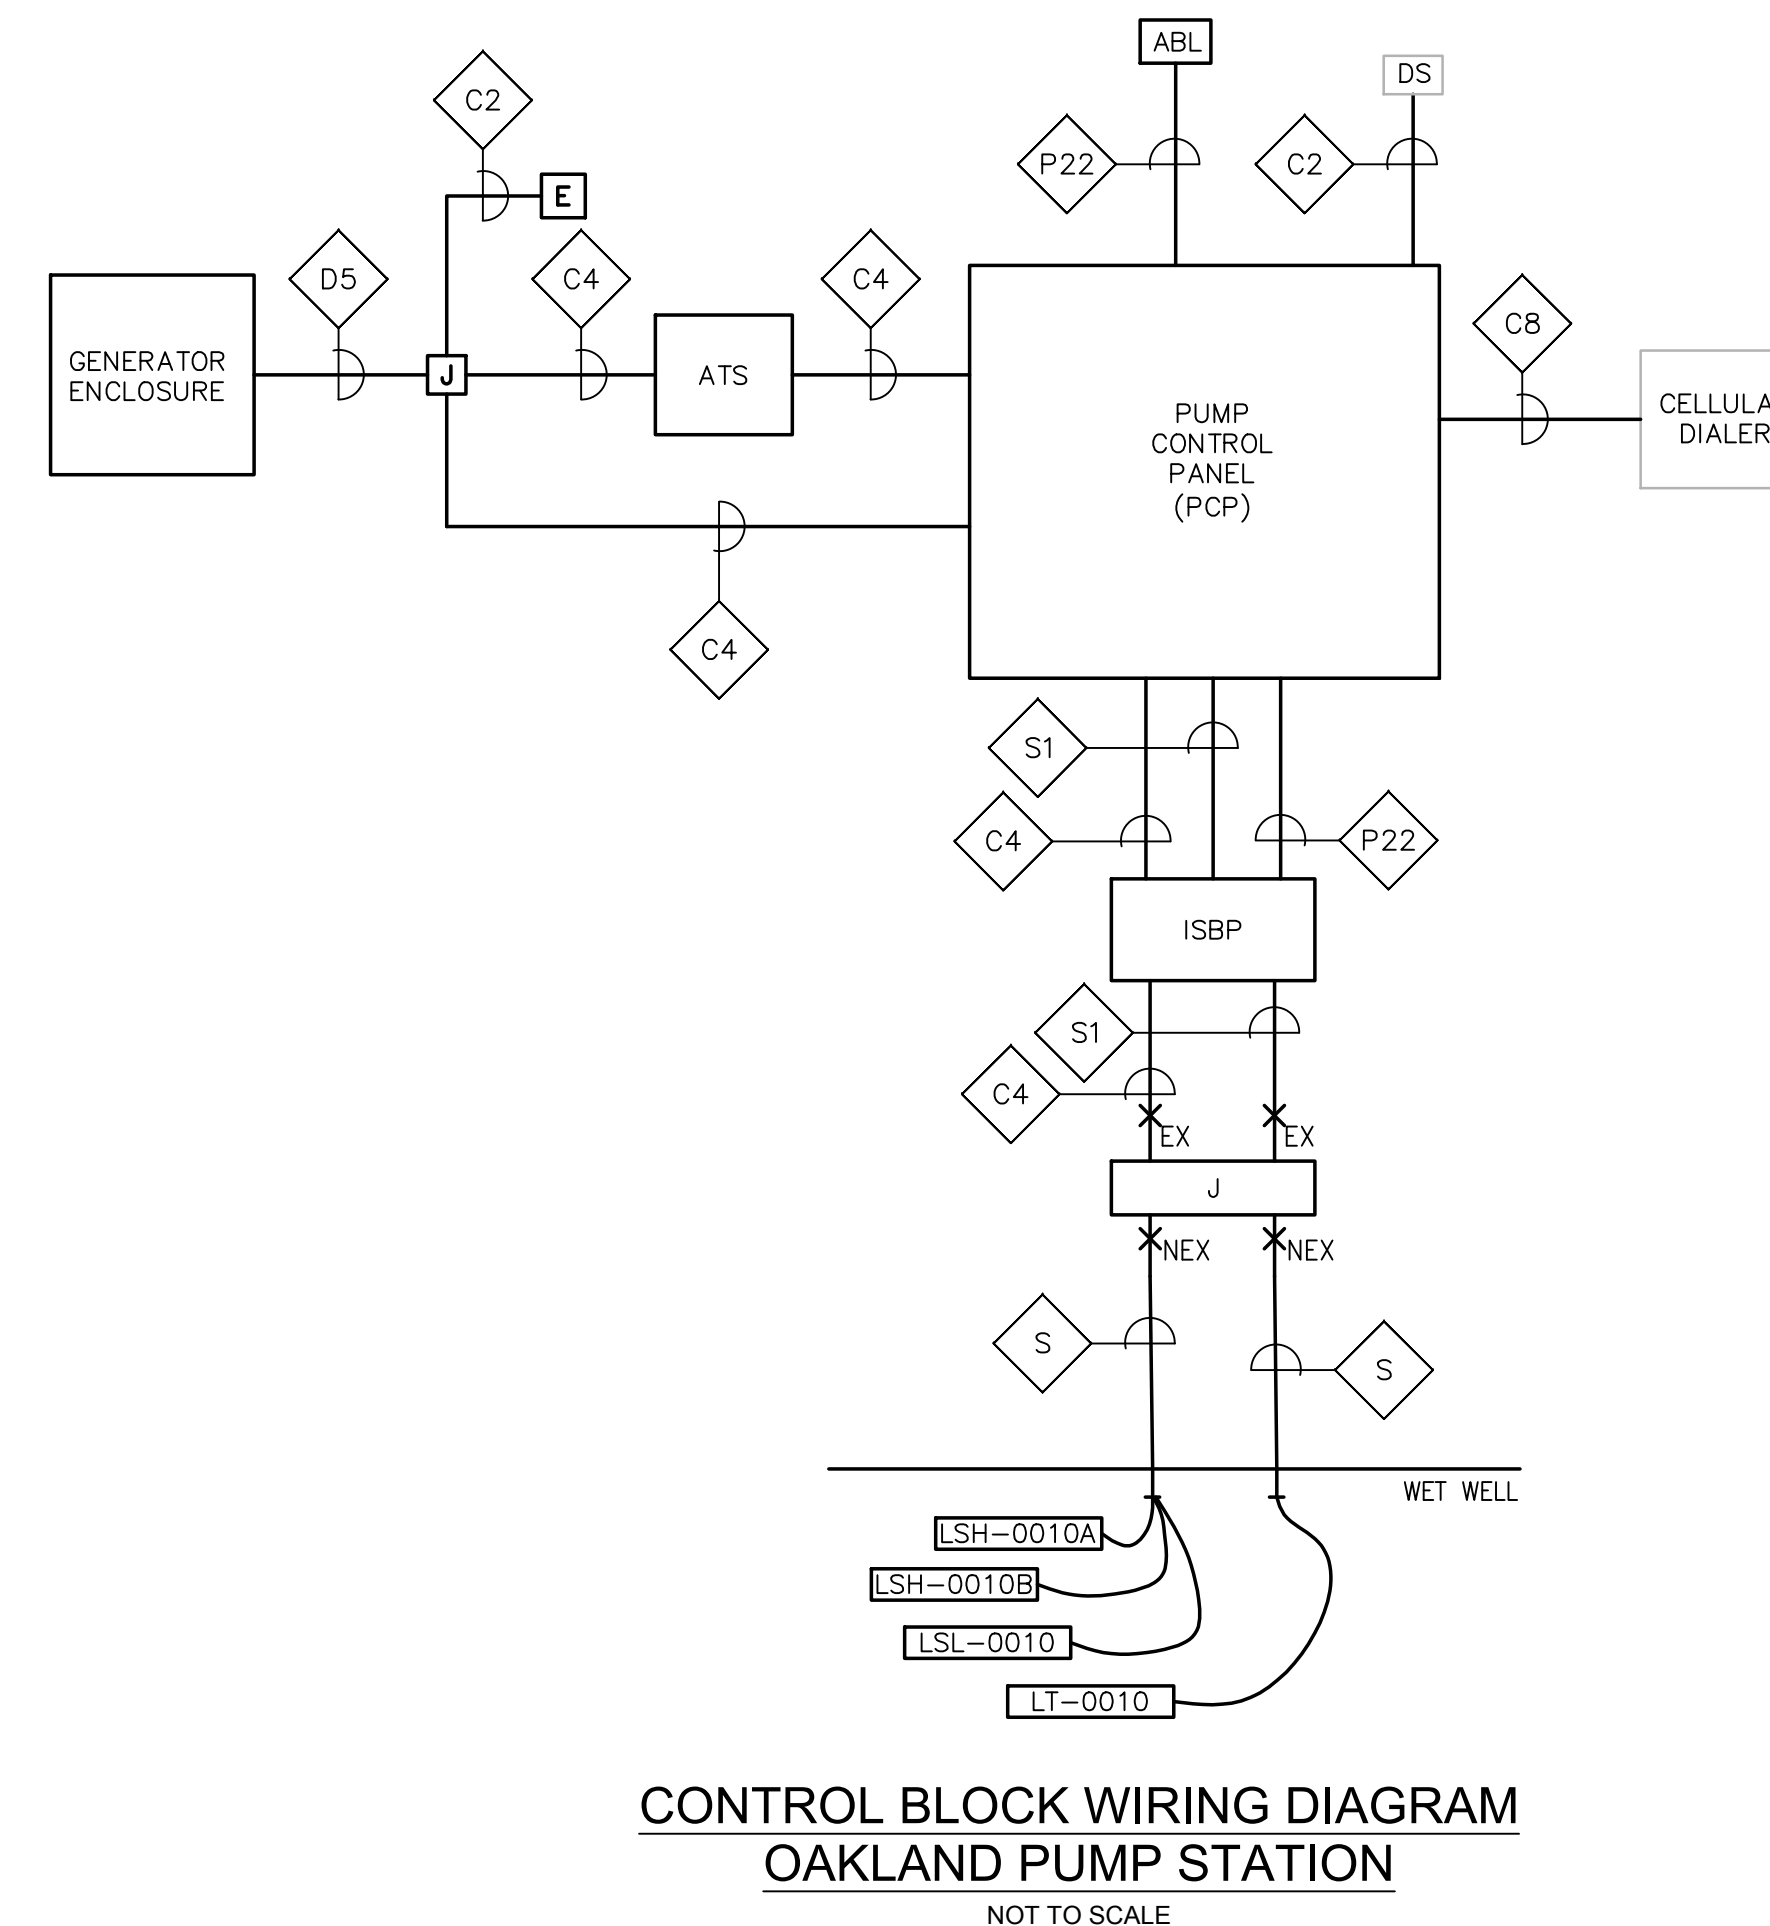 ABL
DS
C2
P22
C2
E
D5
C4
C4
C8
GENERATOR
ENCLOSURE
J
ATS
PUMP
CONTROL
PANEL
(PCP)
CELLULA
DIALER
C4
S1
C4
P22
ISBP
S1
C4
EX
EX
J
NEX
NEX
S
S
WET WELL
LSH-0010A
LSH-0010B
LSL-0010
LT-0010
CONTROL BLOCK WIRING DIAGRAM
OAKLAND PUMP STATION
NOT TO SCALE